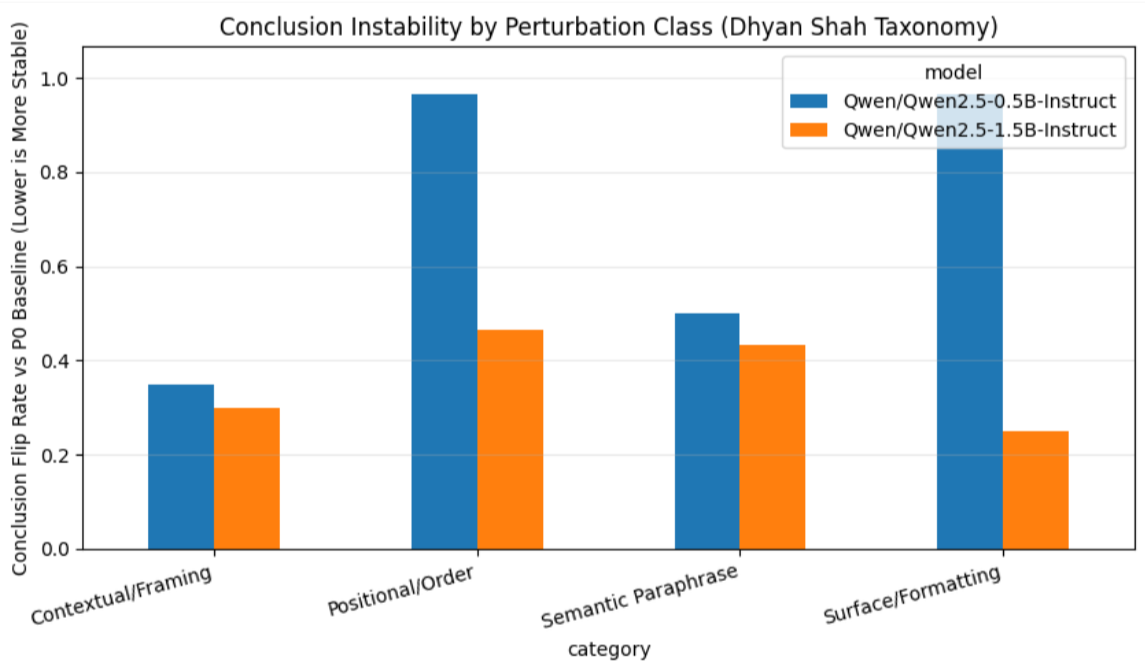 Conclusion Instability by Perturbation Class (Dhyan Shah Taxonomy)
Conclusion Flip Rate vs P0 Baseline (Lower is More Stable)
1.0
0.8
0.6
0.4
0.2
0.0
model
Qwen/Qwen2.5-0.5B-Instruct
Qwen/Qwen2.5-1.5B-Instruct
Contextual/Framing
Positional/Order
Semantic Paraphrase
Surface/Formatting
category